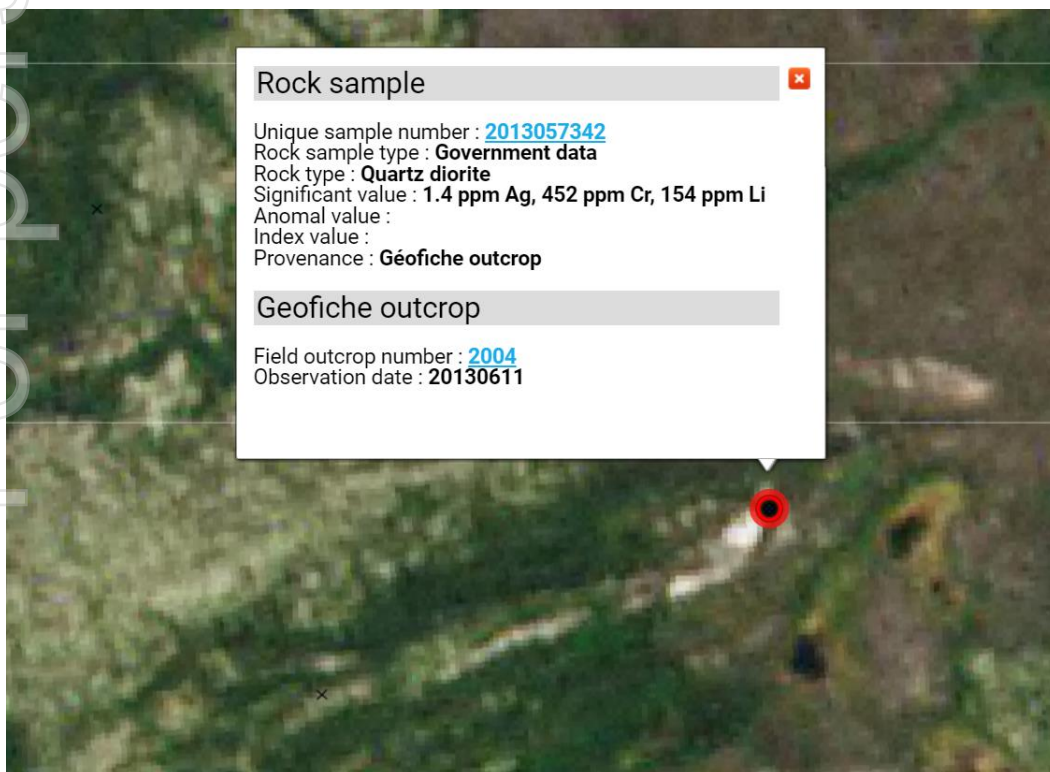 Rock sample
Unique sample number : 2013057342
Rock sample type : Government data
Rock type : Quartz diorite
Significant value : 1.4 ppm Ag, 452 ppm Cr, 154 ppm Li
Anomal value :
Index value :
Provenance : Géofiche outcrop
Geofiche outcrop
Field outcrop number : 2004
Observation date : 20130611